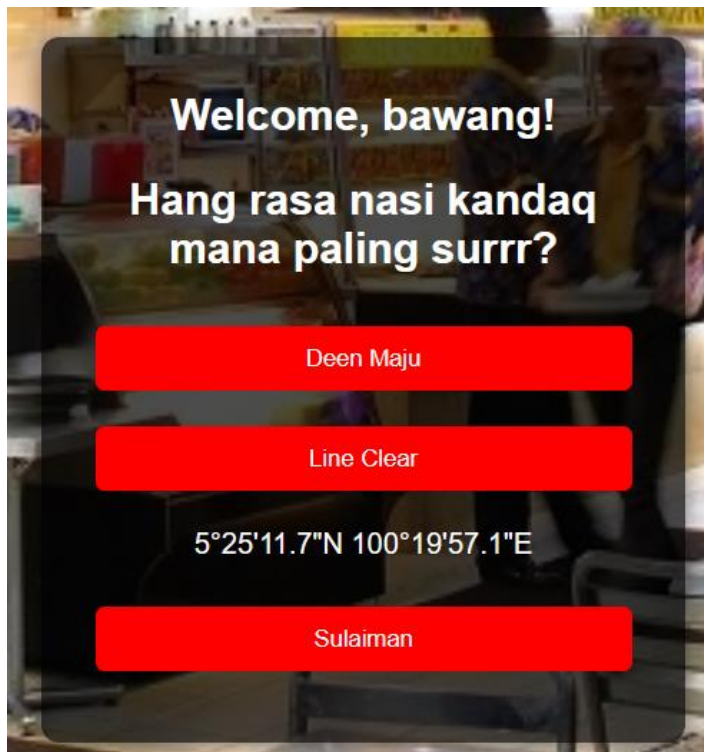 Welcome, bawang!
Hang rasa nasi kandaq
mana paling surrr?
Deen Maju
Line Clear
5°25'11.7"N 100°19'57.1"E
Sulaiman